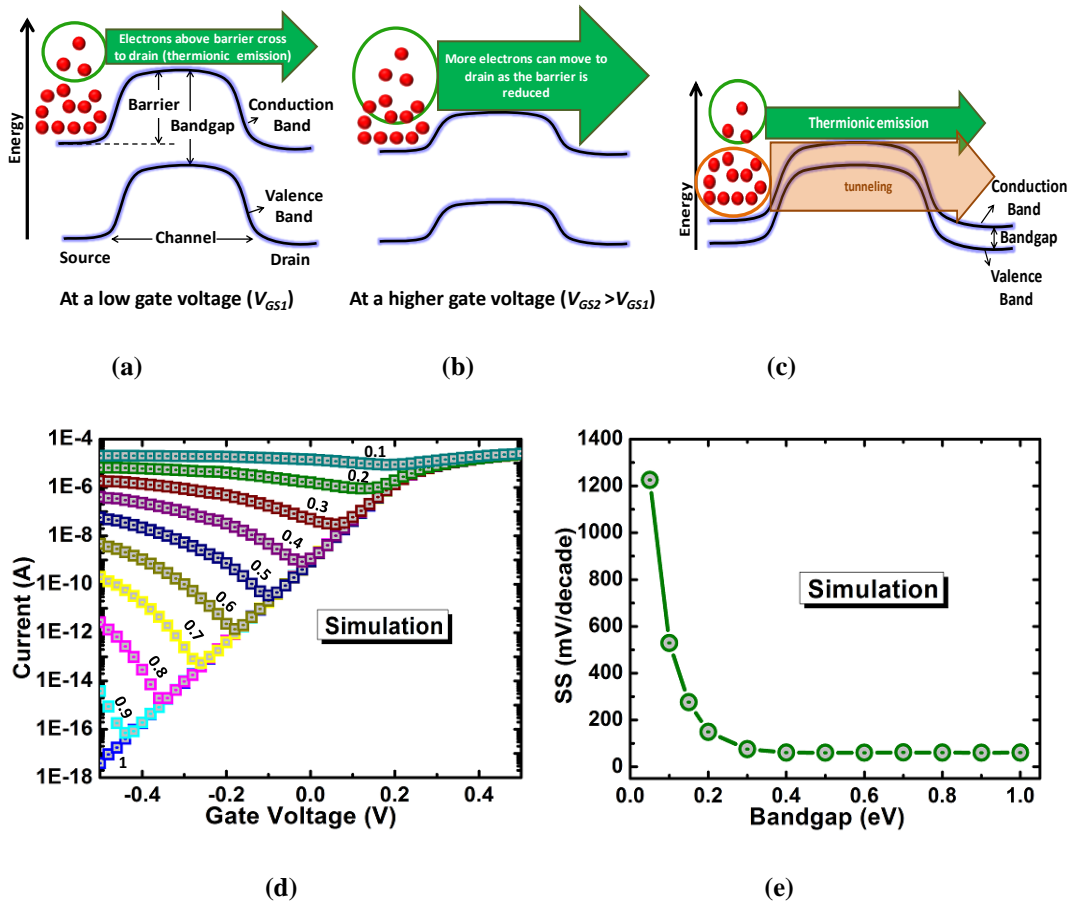 Energy
Electrons above barrier cross
to drain (thermionic emission)
Barrier
Bandgap
Conduction
Band
Valence
Band
Channel
Source
Drain
At a low gate voltage (VGS1)
(a)
More electrons can move to
drain as the barrier is
reduced
At a higher gate voltage (VGS2 >VGS1)
(b)
Energy
Thermionic emission
tunneling
Conduction
Band
Bandgap
Valence
Band
(c)
Current (A)
1E-4
1E-6
1E-8
1E-10
1E-12
1E-14
1E-16
1E-18
0.1
0.2
0.3
0.4
0.5
0.6
0.7
0.8
0.9
1
Simulation
-0.4 -0.2 0.0 0.2 0.4
Gate Voltage (V)
(d)
SS (mV/decade)
1400
1200
1000
800
600
400
200
0
Simulation
0.0 0.2 0.4 0.6 0.8 1.0
Bandgap (eV)
(e)